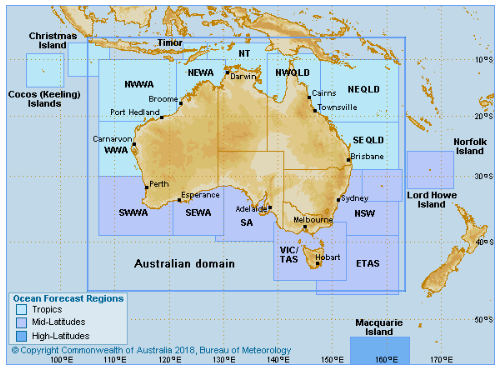 Christmas
Island
Timor
NT
10°S
NWWA
NEWA
Darwin
NWQLD
NEQLD
Broome
Cairns
Port Hedland
Townsville
Cocos (Keeling)
Islands
20°S
Carnarvon
WWA
SEQLD
Brisbane
Norfolk
Island
30°S
Perth
Esperance
Sydney
Lord Howe
Island
SWWA
SEWA
Adelaide
SA
Melbourne
NSW
40°S
VIC/
TAS
Hobart
ETAS
Australian domain
Ocean Forecast Regions
Tropics
Mid-Latitudes
High-Latitudes
50°S
Macquarie
Island
© Copyright Commonwealth of Australia 2018, Bureau of Meteorology
100°E
110°E
120°E
130°E
140°E
150°E
160°E
170°E